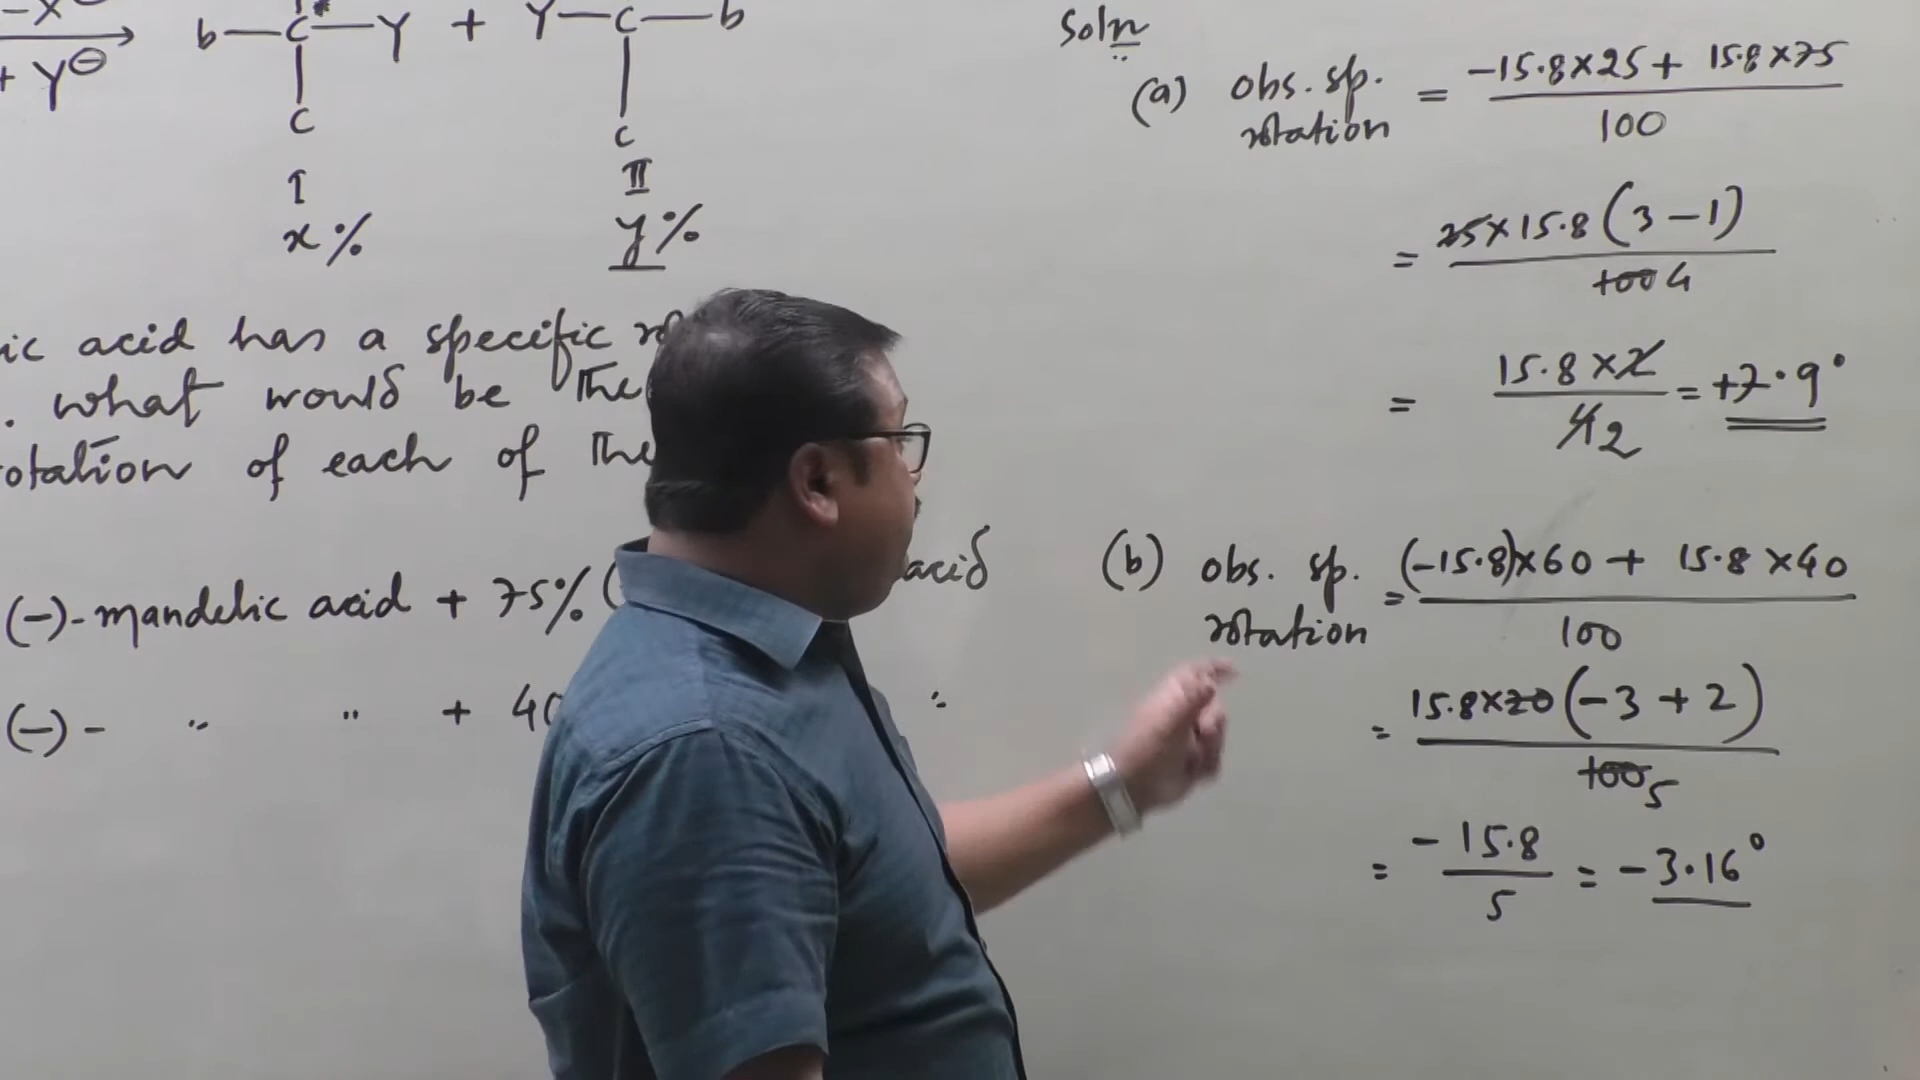 -X
+ Y⊖
b—C*—Y + Y—C—b
C C
I II
x% y%
ic acid has a specific
. what would be the
otation of each of the
(-)-mandelic acid + 75% ( acid
(-)- " " + 40 "
Soln
(a) obs. sp. rotation = -15.8×25 + 15.8×75 / 100
= 25×15.8(3-1) / 100 4
= 15.8×2 / 4 2 = +7.9°
(b) obs. sp. rotation = (-15.8)×60 + 15.8×40 / 100
= 15.8×20(-3+2) / 100 5
= -15.8 / 5 = -3.16°